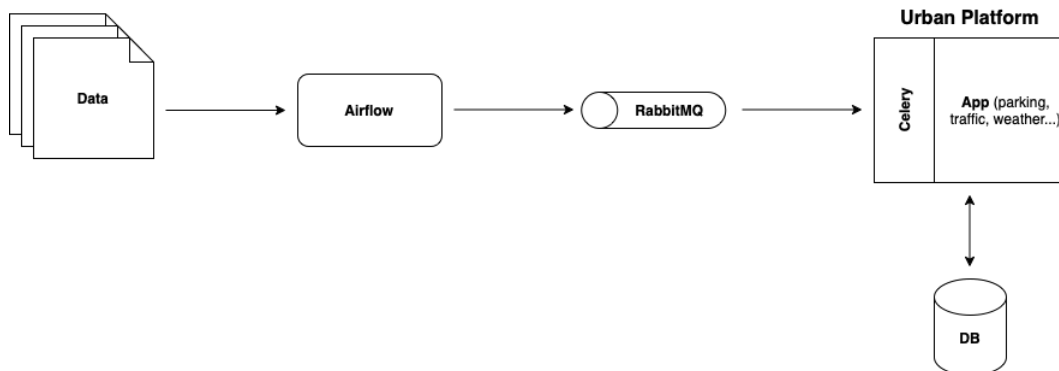 Urban Platform
Data
Airflow
RabbitMQ
Celery
App (parking,
traffic, weather...)
DB